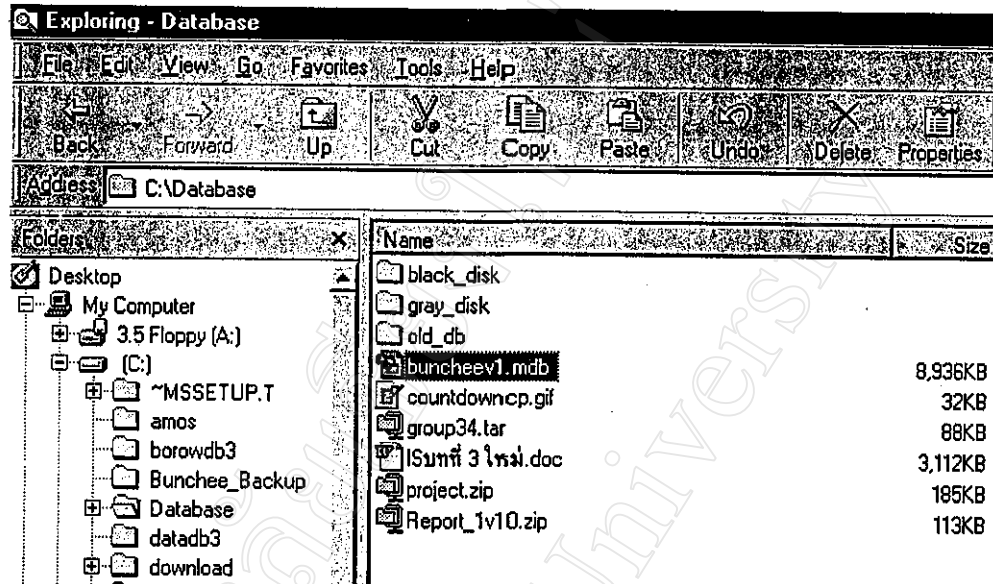 Exploring - Database
File Edit View Go Favorites Tools Help
Back Forward Up Cut Copy Paste Undo Delete Properties
Address C:\Database
Folders
Desktop
My Computer
3.5 Floppy (A:)
(C:)
~MSSETUP.T
amos
borowdb3
Bunchee_Backup
Database
datadb3
download
Name Size
black_disk
gray_disk
old_db
buncheev1.mdb 8,936KB
countdowncp.gif 32KB
group34.tar 88KB
ISบทที่ 3 ใหม่.doc 3,112KB
project.zip 185KB
Report_1v10.zip 113KB
University